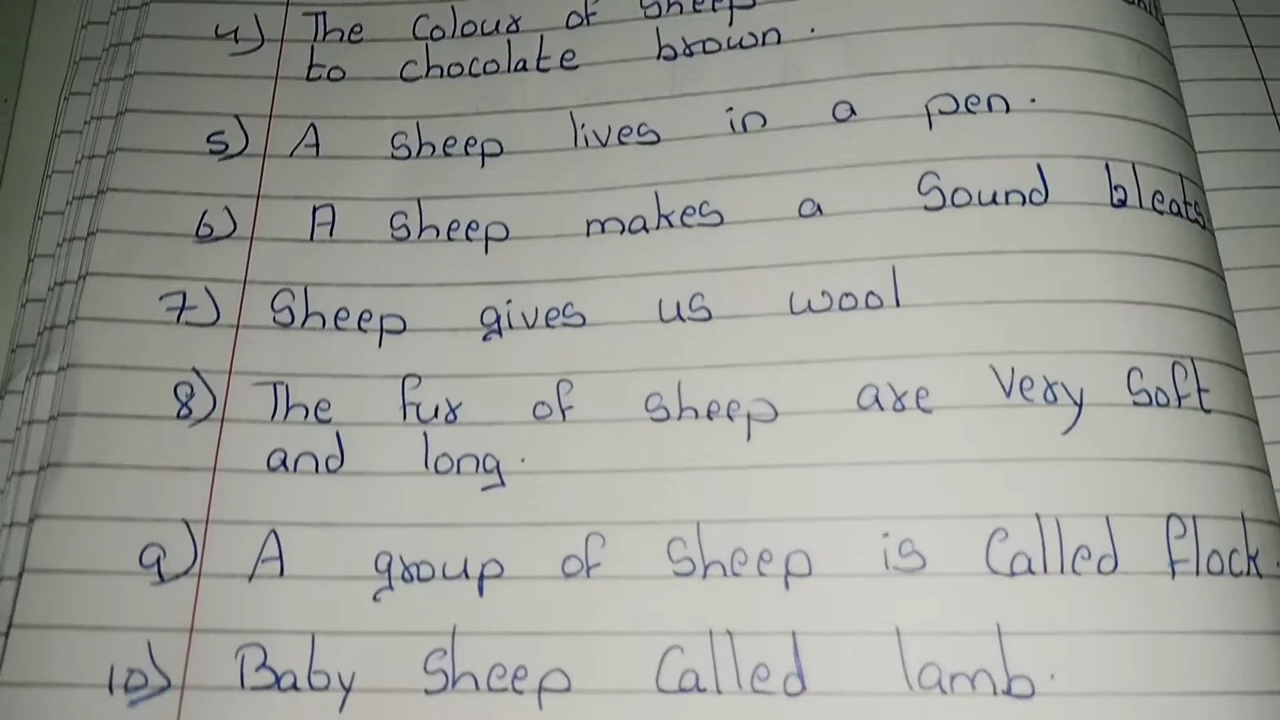 4) The Colour of sheep
to chocolate brown.
5) A sheep lives in a pen.
6) A sheep makes a Sound bleats
7) Sheep gives us wool
8) The fur of sheep are very Soft
and long.
9) A group of sheep is Called flock.
10) Baby Sheep Called lamb.